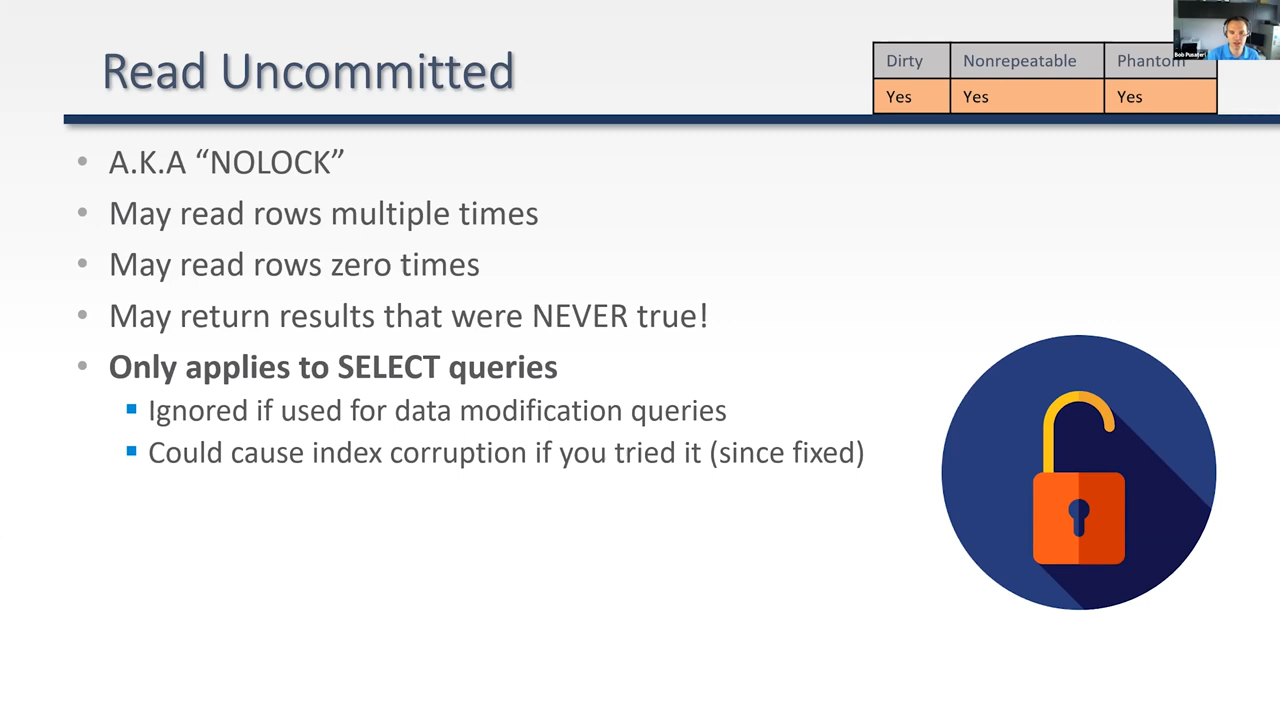 Read Uncommitted
Dirty Nonrepeatable Phantom
Yes Yes Yes
Bob Pusateri
• A.K.A “NOLOCK”
• May read rows multiple times
• May read rows zero times
• May return results that were NEVER true!
• Only applies to SELECT queries
▪ Ignored if used for data modification queries
▪ Could cause index corruption if you tried it (since fixed)